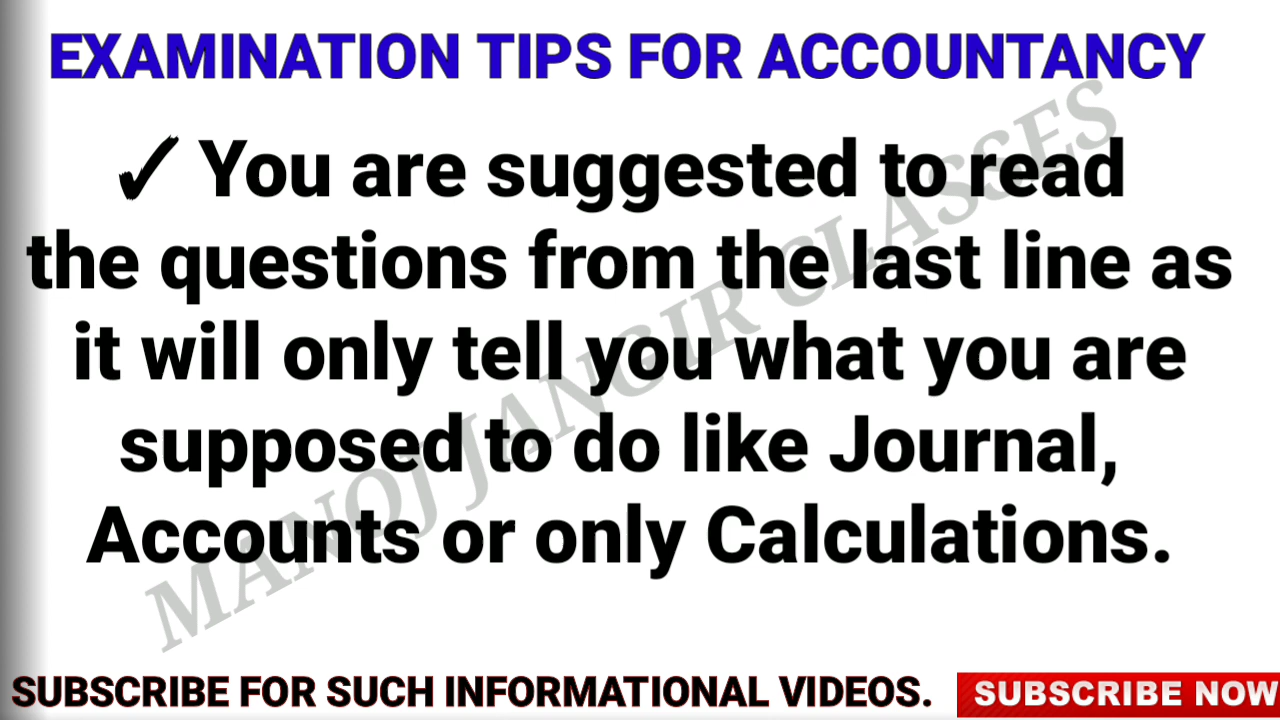 EXAMINATION TIPS FOR ACCOUNTANCY
✓ You are suggested to read
the questions from the last line as
it will only tell you what you are
supposed to do like Journal,
Accounts or only Calculations.
MANOJ JANGIR CLASSES
SUBSCRIBE FOR SUCH INFORMATIONAL VIDEOS.
SUBSCRIBE NOW